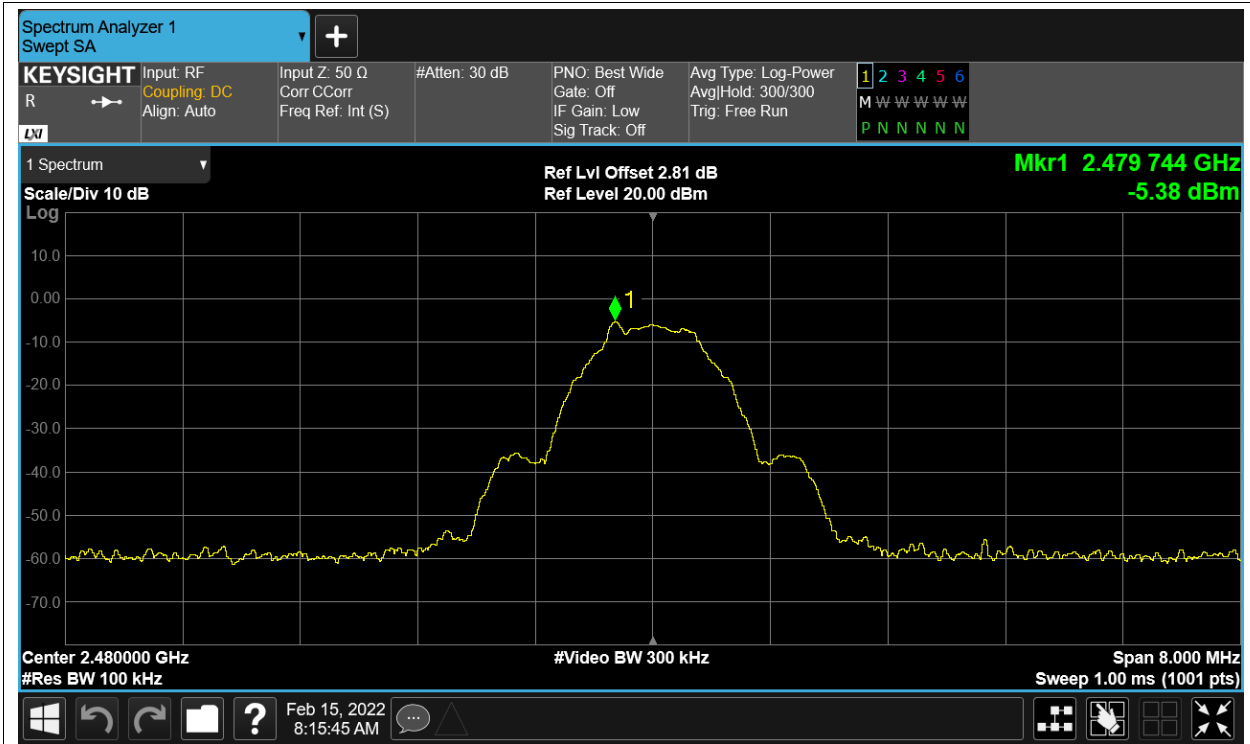 Spectrum Analyzer 1
Swept SA
KEYSIGHT
R
LXI
Input: RF
Coupling: DC
Align: Auto
Input Z: 50 Ω
Corr CCorr
Freq Ref: Int (S)
#Atten: 30 dB
PNO: Best Wide
Gate: Off
IF Gain: Low
Sig Track: Off
Avg Type: Log-Power
Avg|Hold: 300/300
Trig: Free Run
1 2 3 4 5 6
M W W W W W
P N N N N N
1 Spectrum
Scale/Div 10 dB
Log
Ref Lvl Offset 2.81 dB
Ref Level 20.00 dBm
Mkr1 2.479 744 GHz
-5.38 dBm
10.0
0.00
1
-10.0
-20.0
-30.0
-40.0
-50.0
-60.0
-70.0
Center 2.480000 GHz
#Res BW 100 kHz
#Video BW 300 kHz
Span 8.000 MHz
Sweep 1.00 ms (1001 pts)
?
Feb 15, 2022
8:15:45 AM